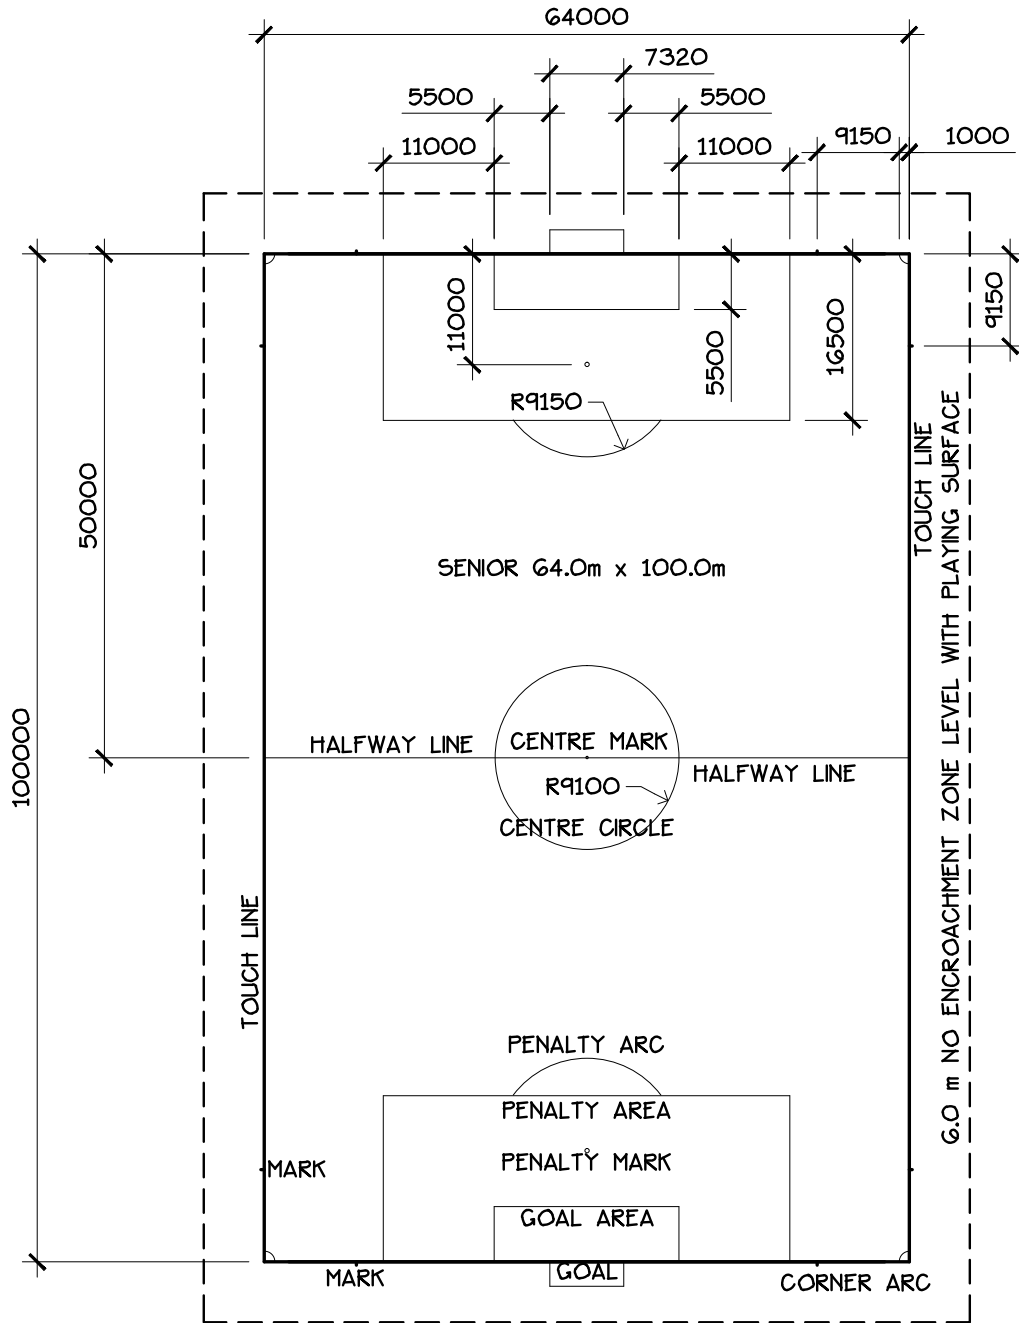 64000
7320
5500
5500
11000
11000
9150
1000
11000
5500
16500
9150
R9150
50000
TOUCH LINE
SENIOR 64.0m x 100.0m
100000
HALFWAY LINE
CENTRE MARK
HALFWAY LINE
R9100
CENTRE CIRCLE
6.0 m NO ENCROACHMENT ZONE LEVEL WITH PLAYING SURFACE
TOUCH LINE
PENALTY ARC
PENALTY AREA
PENALTY MARK
MARK
GOAL AREA
GOAL
MARK
CORNER ARC